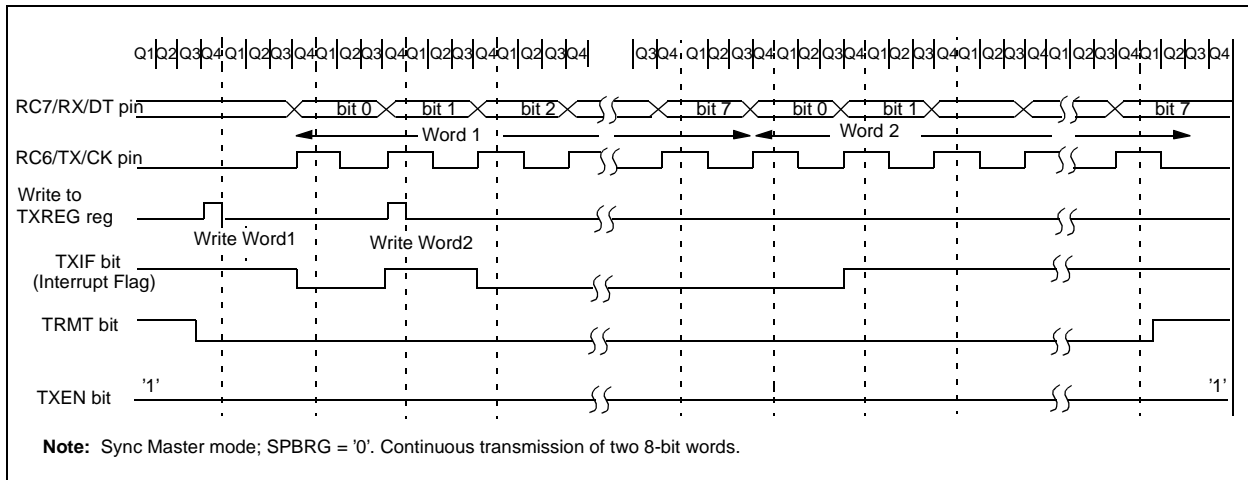 Q1 Q2 Q3 Q4 Q1 Q2 Q3 Q4 Q1 Q2 Q3 Q4 Q1 Q2 Q3 Q4 Q1 Q2 Q3 Q4 Q3 Q4 Q1 Q2 Q3 Q4 Q1 Q2 Q3 Q4 Q1 Q2 Q3 Q4 Q1 Q2 Q3 Q4 Q1 Q2 Q3 Q4 Q1 Q2 Q3 Q4
RC7/RX/DT pin
bit 0 bit 1 bit 2 bit 7 bit 0 bit 1 bit 7
Word 1 Word 2
RC6/TX/CK pin
Write to
TXREG reg
Write Word1 Write Word2
TXIF bit
(Interrupt Flag)
TRMT bit
'1' '1'
TXEN bit
Note: Sync Master mode; SPBRG = '0'. Continuous transmission of two 8-bit words.